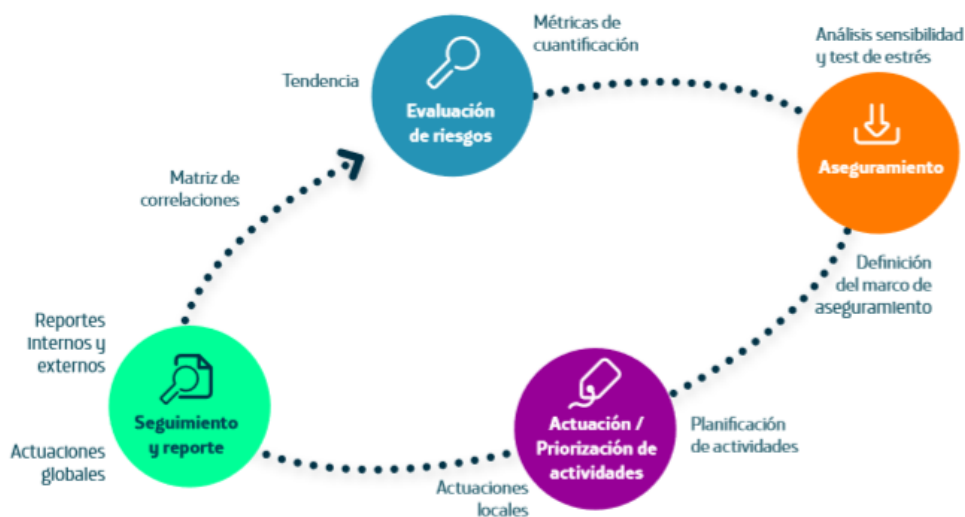 Métricas de
cuantificación
Tendencia
Evaluación
de riesgos
Análisis sensibilidad
y test de estrés
Aseguramiento
Matriz de
correlaciones
Definición
del marco de
aseguramiento
Reportes
internos y
externos
Seguimiento
y reporte
Actuación /
Priorización de
actividades
Planificación
de actividades
Actuaciones
globales
Actuaciones
locales